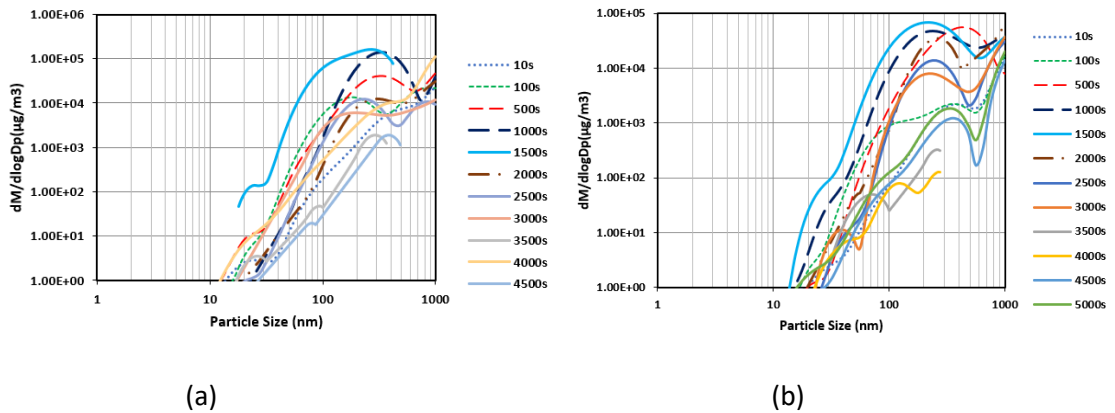 1.00E+06
1.00E+05
1.00E+04
1.00E+03
1.00E+02
1.00E+01
1.00E+00
dM/dlogDp(µg/m3)
1
10
100
1000
Particle Size (nm)
10s
100s
500s
1000s
1500s
2000s
2500s
3000s
3500s
4000s
4500s
(a)
1.00E+05
1.00E+04
1.00E+03
1.00E+02
1.00E+01
1.00E+00
dM/dlogDp(µg/m3)
1
10
100
1000
Particle Size (nm)
10s
100s
500s
1000s
1500s
2000s
2500s
3000s
3500s
4000s
4500s
5000s
(b)